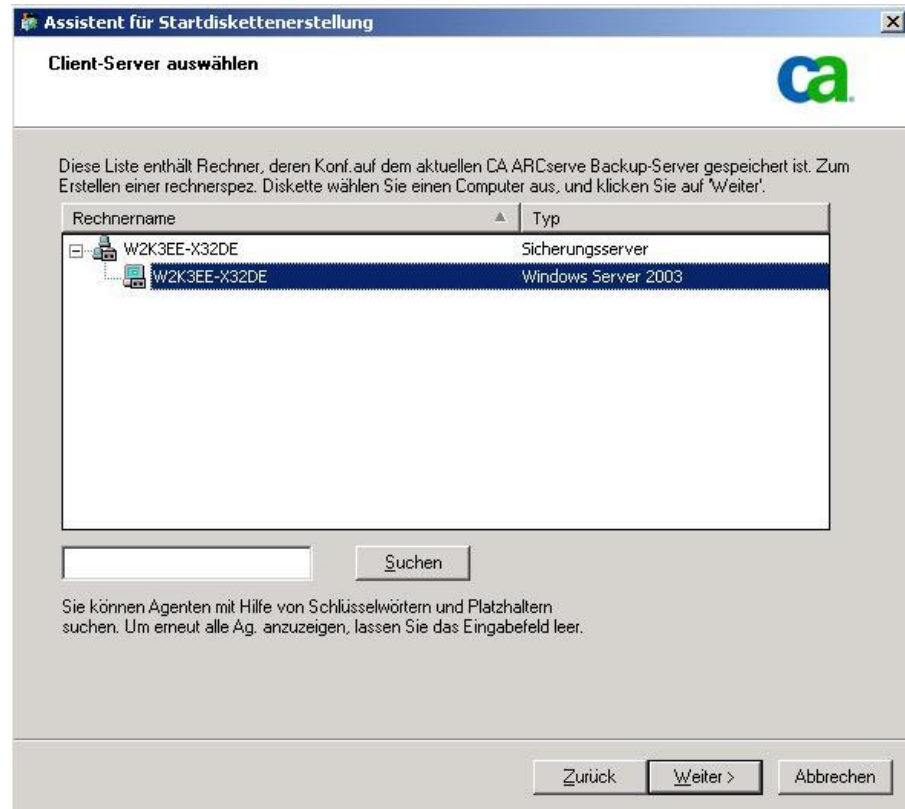 Assistent für Startdiskettenerstellung
Client-Server auswählen
ca
Diese Liste enthält Rechner, deren Konf.auf dem aktuellen CA ARCserve Backup-Server gespeichert ist. Zum
Erstellen einer rechnerspez. Diskette wählen Sie einen Computer aus, und klicken Sie auf 'Weiter'.
Rechnername Typ
W2K3EE-X32DE Sicherungsserver
W2K3EE-X32DE Windows Server 2003
Suchen
Sie können Agenten mit Hilfe von Schlüsselwörtern und Platzhaltern
suchen. Um erneut alle Ag. anzuzeigen, lassen Sie das Eingabefeld leer.
Zurück Weiter > Abbrechen